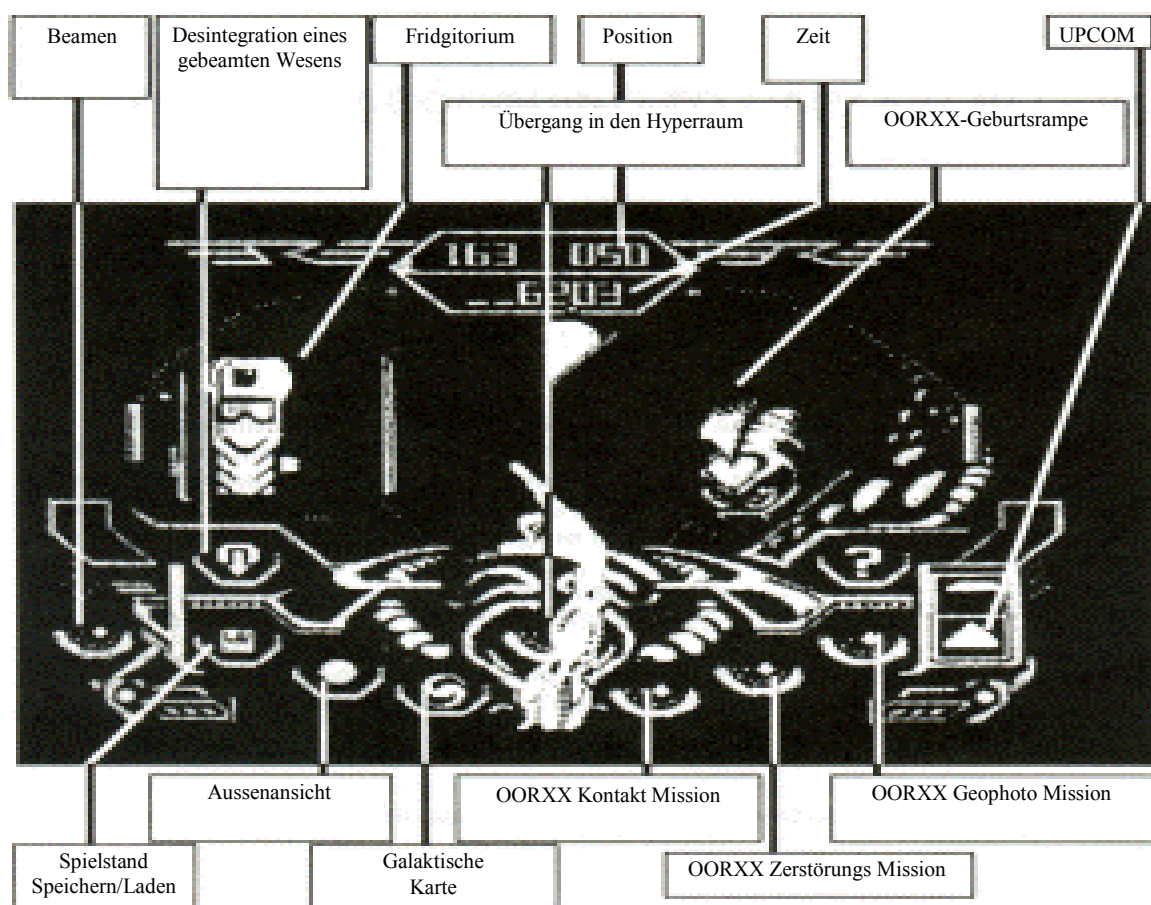 Beamen
Desintegration eines
gebeamten Wesens
Fridgitorium
Position
Zeit
UPCOM
Übergang in den Hyperraum
OORXX-Geburtsrampe
163 050
__6203
?
Aussenansicht
OORXX Kontakt Mission
OORXX Geophoto Mission
Spielstand
Speichern/Laden
Galaktische
Karte
OORXX Zerstörungs Mission